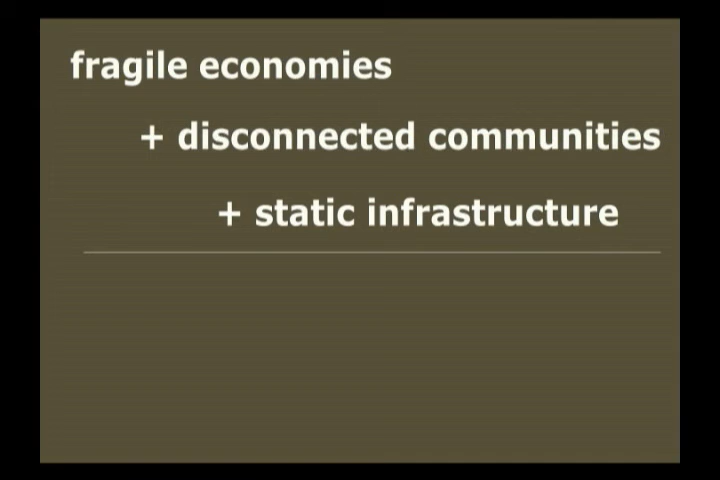 fragile economies
+ disconnected communities
+ static infrastructure